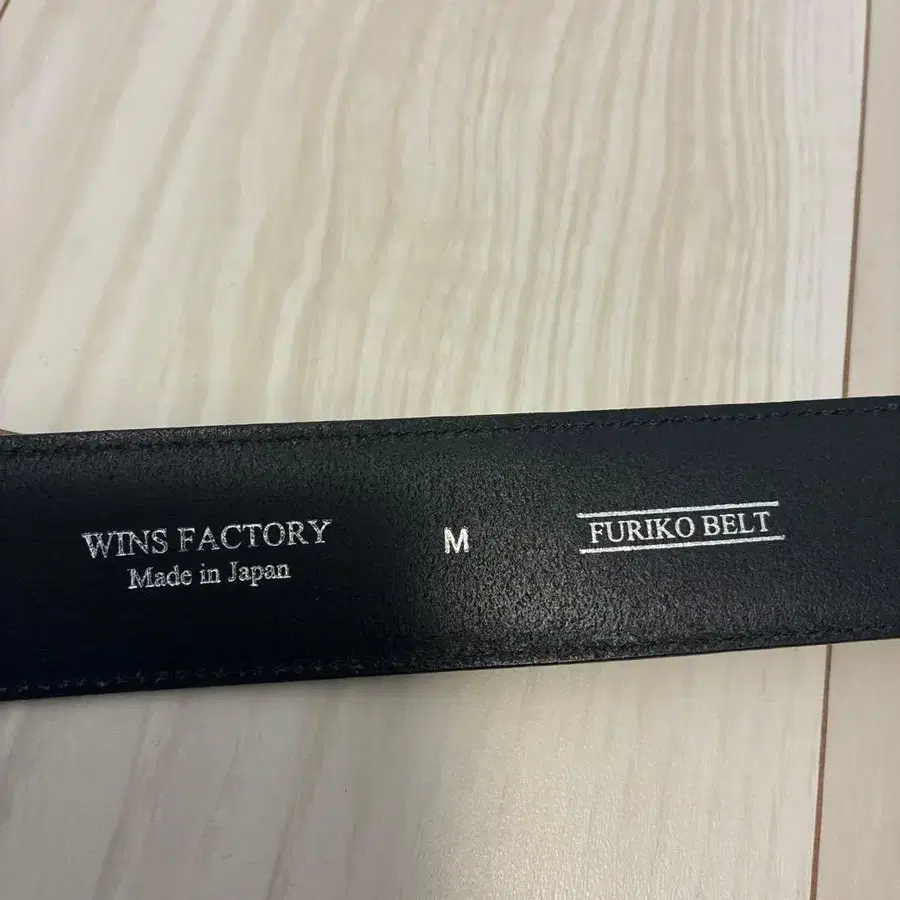 WINS FACTORY
Made in Japan
M
FURIKO BELT